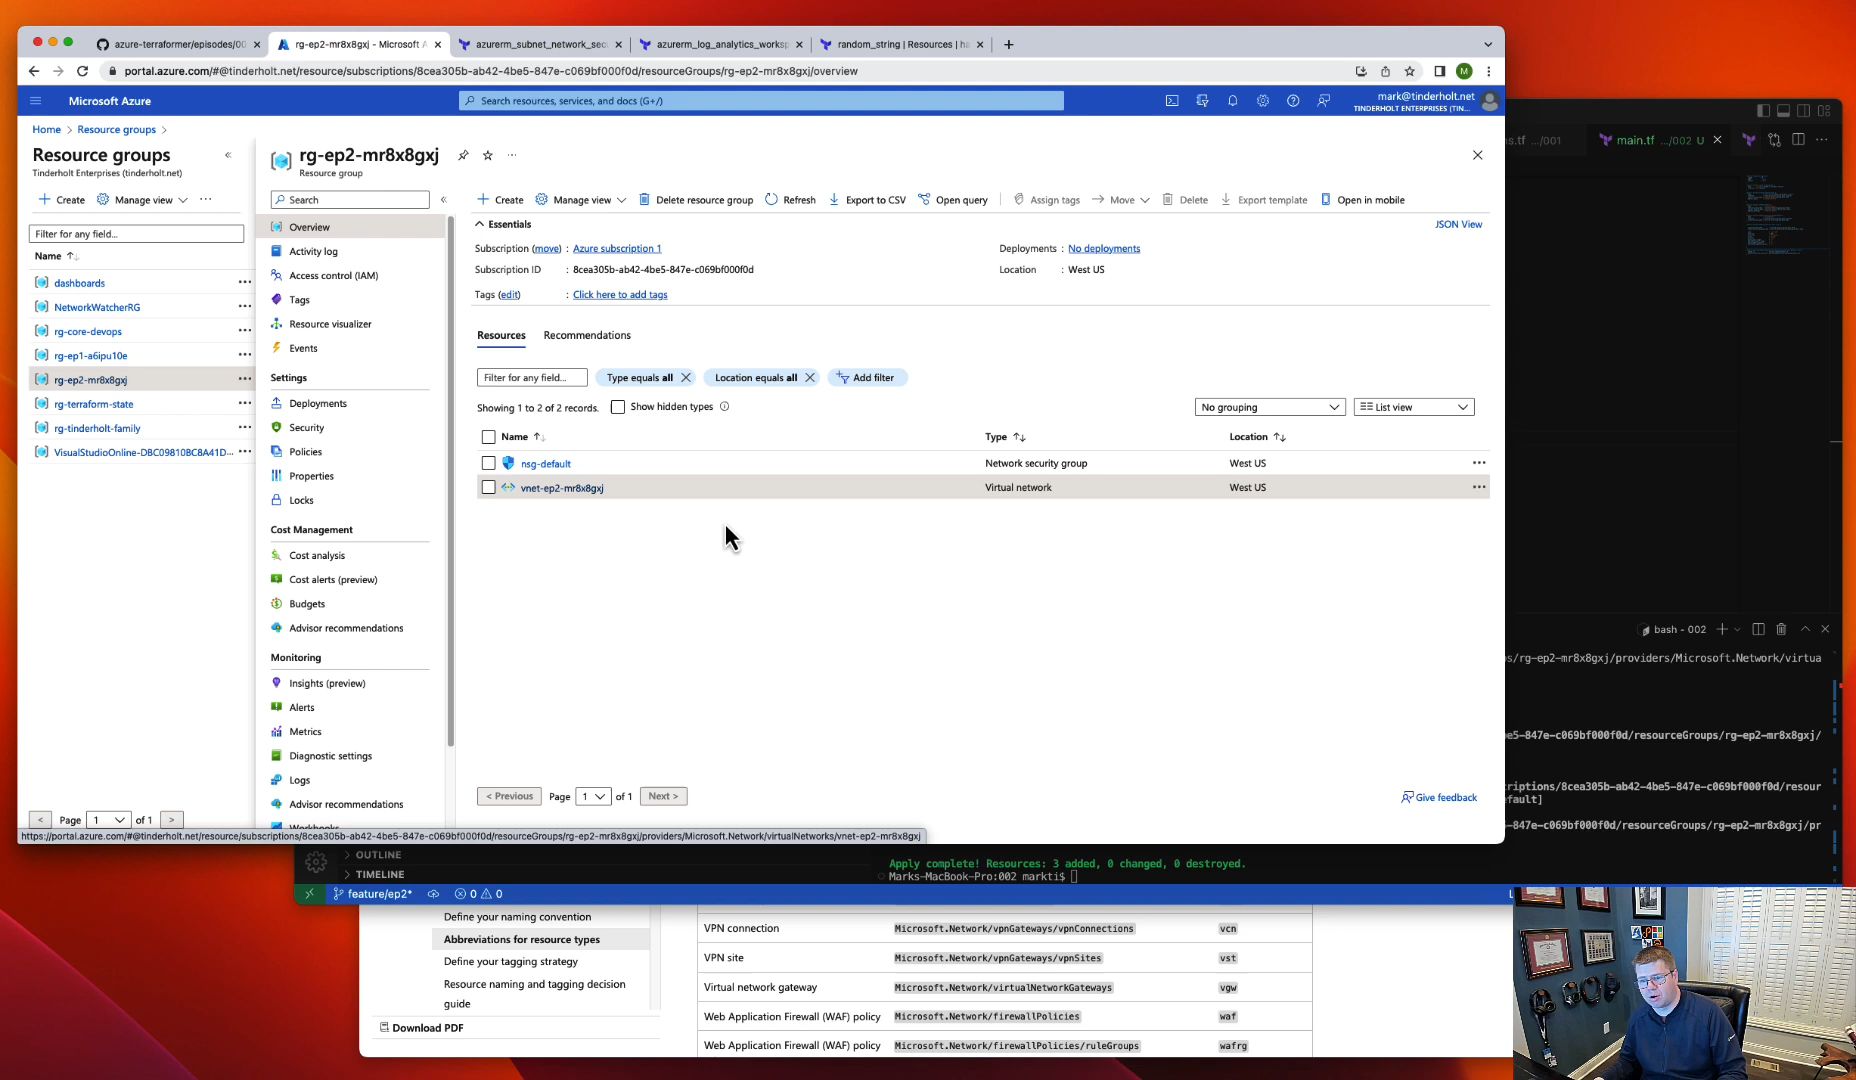 azure-terraformer/episodes/00
rg-ep2-mr8x8gxj - Microsoft A
azurerm_subnet_network_sec
azurerm_log_analytics_worksp
random_string | Resources | ha
portal.azure.com/#@tinderholt.net/resource/subscriptions/8cea305b-ab42-4be5-847e-c069bf000f0d/resourceGroups/rg-ep2-mr8x8gxj/overview
M
Microsoft Azure
Search resources, services, and docs (G+/)
mark@tinderholt.net
TINDERHOLT ENTERPRISES (TIN...
Home > Resource groups >
Resource groups
Tinderholt Enterprises (tinderholt.net)
Create
Manage view
Filter for any field...
Name
dashboards
NetworkWatcherRG
rg-core-devops
rg-ep1-a6ipu10e
rg-ep2-mr8x8gxj
rg-terraform-state
rg-tinderholt-family
VisualStudioOnline-DBC09810BC8A41D...
< Page 1 of 1 >
rg-ep2-mr8x8gxj
Resource group
Search
Overview
Activity log
Access control (IAM)
Tags
Resource visualizer
Events
Settings
Deployments
Security
Policies
Properties
Locks
Cost Management
Cost analysis
Cost alerts (preview)
Budgets
Advisor recommendations
Monitoring
Insights (preview)
Alerts
Metrics
Diagnostic settings
Logs
Advisor recommendations
Create
Manage view
Delete resource group
Refresh
Export to CSV
Open query
Assign tags
Move
Delete
Export template
Open in mobile
Essentials
JSON View
Subscription (move) : Azure subscription 1
Deployments : No deployments
Subscription ID : 8cea305b-ab42-4be5-847e-c069bf000f0d
Location : West US
Tags (edit) : Click here to add tags
Resources Recommendations
Filter for any field...
Type equals all
Location equals all
Add filter
Showing 1 to 2 of 2 records.
Show hidden types
No grouping
List view
Name Type Location
nsg-default Network security group West US
vnet-ep2-mr8x8gxj Virtual network West US
< Previous Page 1 of 1 Next >
Give feedback
https://portal.azure.com/#@tinderholt.net/resource/subscriptions/8cea305b-ab42-4be5-847e-c069bf000f0d/resourceGroups/rg-ep2-mr8x8gxj/providers/Microsoft.Network/virtualNetworks/vnet-ep2-mr8x8gxj
s.tf .../001
main.tf .../002 U
bash - 002
s/rg-ep2-mr8x8gxj/providers/Microsoft.Network/virtua
e5-847e-c069bf000f0d/resourceGroups/rg-ep2-mr8x8gxj/
criptions/8cea305b-ab42-4be5-847e-c069bf000f0d/resour
efault]
-847e-c069bf000f0d/resourceGroups/rg-ep2-mr8x8gxj/pr
OUTLINE
TIMELINE
Apply complete! Resources: 3 added, 0 changed, 0 destroyed.
Marks-MacBook-Pro:002 markti$
feature/ep2*
0 0
Define your naming convention
Abbreviations for resource types
Define your tagging strategy
Resource naming and tagging decision
guide
Download PDF
VPN connection Microsoft.Network/vpnGateways/vpnConnections vcn
VPN site Microsoft.Network/vpnGateways/vpnSites vst
Virtual network gateway Microsoft.Network/virtualNetworkGateways vgw
Web Application Firewall (WAF) policy Microsoft.Network/firewallPolicies waf
Web Application Firewall (WAF) policy Microsoft.Network/firewallPolicies/ruleGroups wafrg